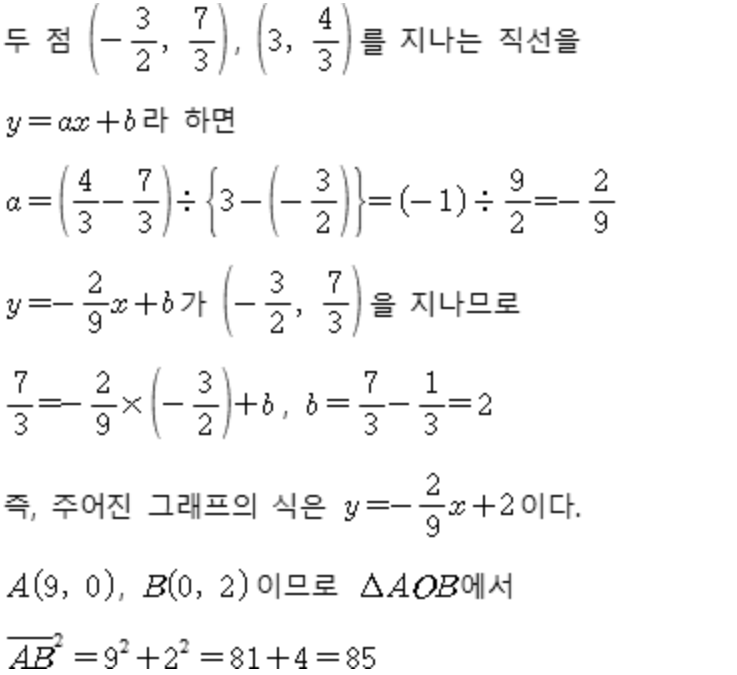 두 점 (-3/2, 7/3), (3, 4/3)를 지나는 직선을
y=ax+b라 하면
a=(4/3-7/3)÷{3-(-3/2)}=(-1)÷9/2=-2/9
y=-2/9x+b가 (-3/2, 7/3)을 지나므로
7/3=-2/9×(-3/2)+b, b=7/3-1/3=2
즉, 주어진 그래프의 식은 y=-2/9x+2이다.
A(9, 0), B(0, 2)이므로 ΔAOB에서
A̅B̅²=9²+2²=81+4=85